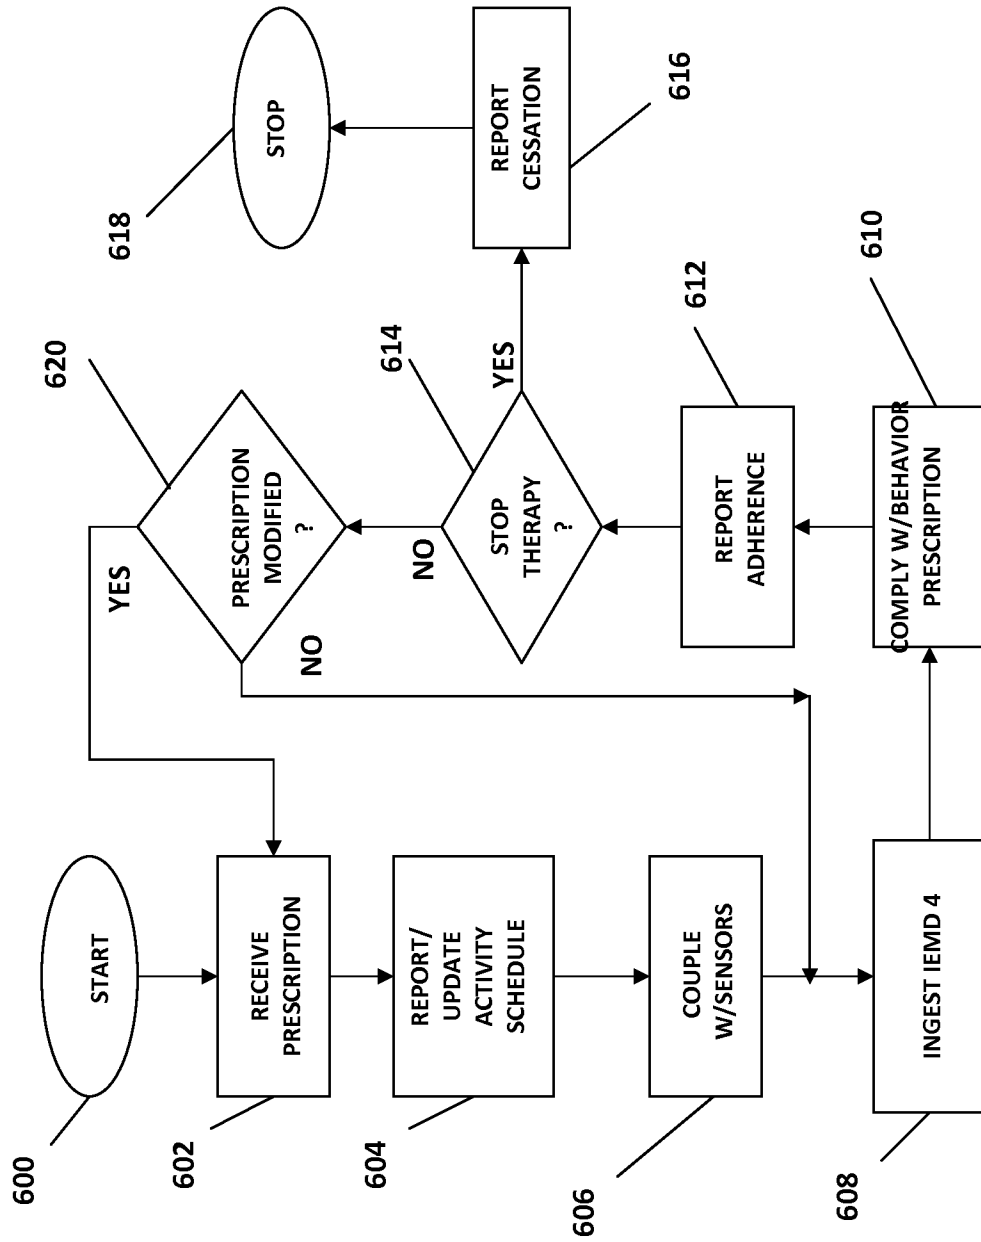 600
START
602
RECEIVE
PRESCRIPTION
604
REPORT/
UPDATE
ACTIVITY
SCHEDULE
606
COUPLE
W/SENSORS
608
INGEST IEMD 4
610
COMPLY W/BEHAVIOR
PRESCRIPTION
612
REPORT
ADHERENCE
614
STOP
THERAPY
?
YES
NO
616
REPORT
CESSATION
618
STOP
620
PRESCRIPTION
MODIFIED
?
YES
NO